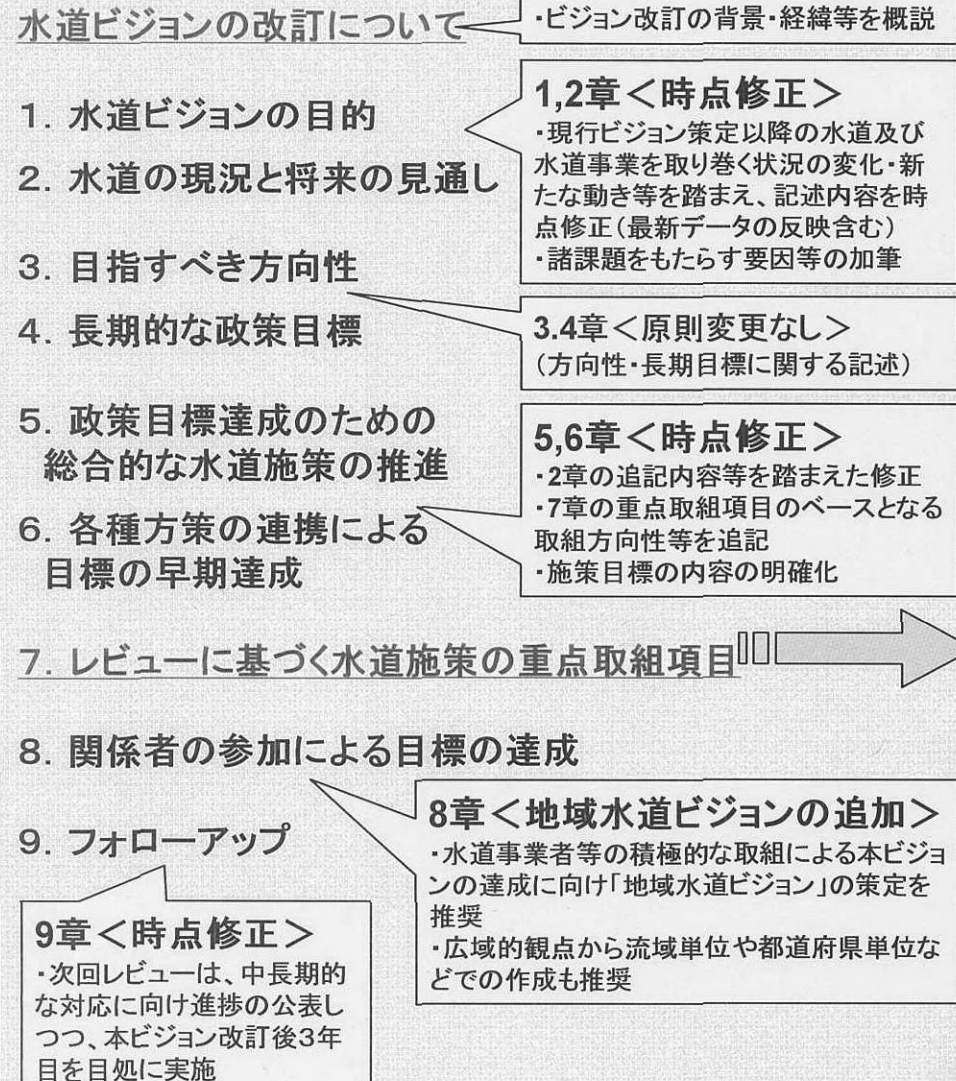 水道ビジョンの改訂について
・ビジョン改訂の背景・経緯等を概説
1. 水道ビジョンの目的
2. 水道の現況と将来の見通し
1,2章＜時点修正＞
・現行ビジョン策定以降の水道及び
水道事業を取り巻く状況の変化・新
たな動き等を踏まえ、記述内容を時
点修正（最新データの反映含む）
・諸課題をもたらす要因等の加筆
3. 目指すべき方向性
4. 長期的な政策目標
3.4章＜原則変更なし＞
（方向性・長期目標に関する記述）
5. 政策目標達成のための
総合的な水道施策の推進
6. 各種方策の連携による
目標の早期達成
5,6章＜時点修正＞
・2章の追記内容等を踏まえた修正
・7章の重点取組項目のベースとなる
取組方向性等を追記
・施策目標の内容の明確化
7. レビューに基づく水道施策の重点取組項目
8. 関係者の参加による目標の達成
8章＜地域水道ビジョンの追加＞
・水道事業者等の積極的な取組による本ビジョ
ンの達成に向け「地域水道ビジョン」の策定を
推奨
・広域的観点から流域単位や都道府県単位な
どでの作成も推奨
9. フォローアップ
9章＜時点修正＞
・次回レビューは、中長期的
な対応に向け進捗の公表し
つつ、本ビジョン改訂後3年
目を目処に実施